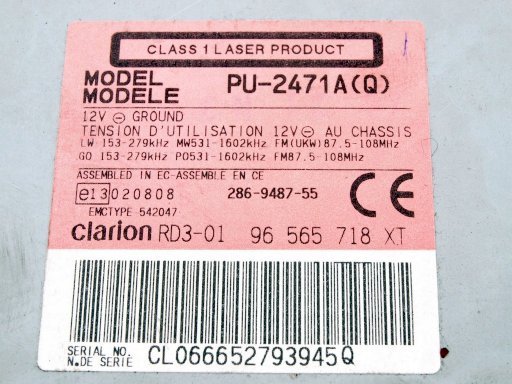 CLASS 1 LASER PRODUCT
MODEL PU-2471A(Q)
MODÈLE
12V ⊖ GROUND
TENSION D'UTILISATION 12V ⊖ AU CHASSIS
LW 153-279kHz MW531-1602kHz FM(UKW)87.5-108MHz
GO 153-279kHz PO531-1602kHz FM87.5-108MHz
ASSEMBLED IN EC-ASSEMBLE EN CE
e13 020808 286-9487-55 CE
EMCTYPE 542047
clarion RD3-01 96 565 718 XT
SERIAL NO. CL066652793945Q
N.DE SERIE